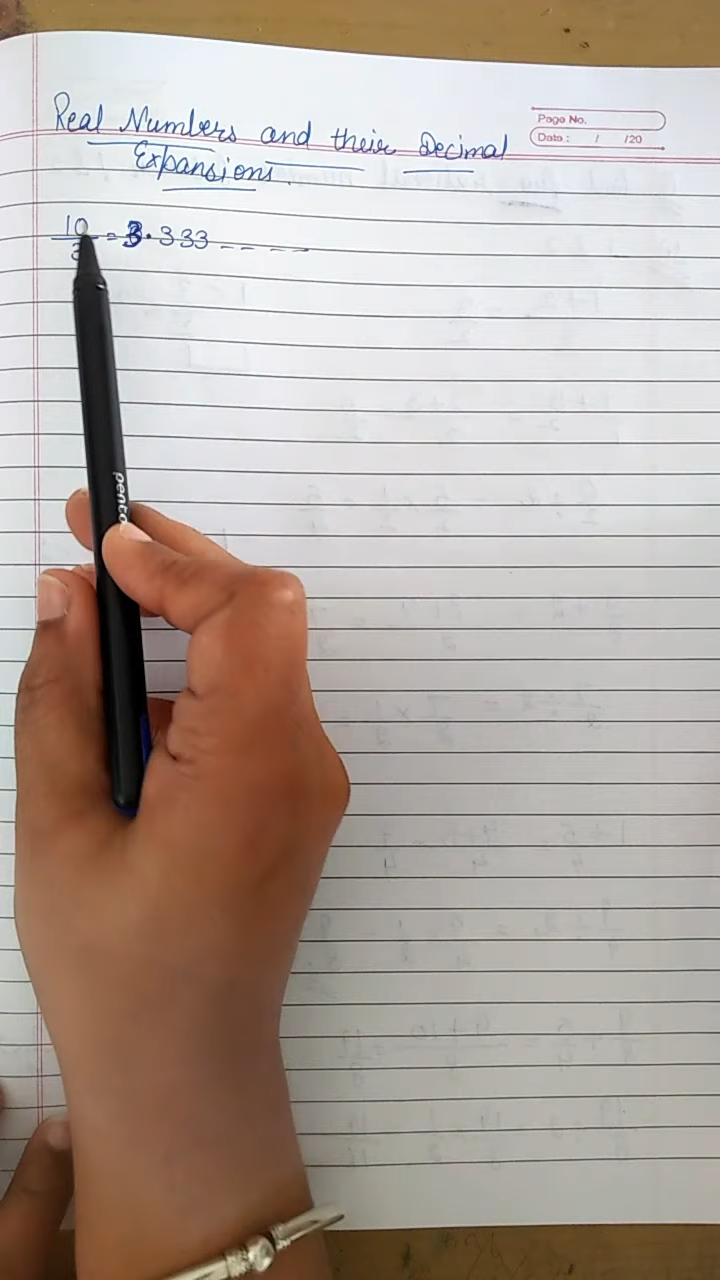 Real Numbers and their Decimal
Expansions.
Page No.
Date : / /20
10/3 = 3.333 - - - -
pento